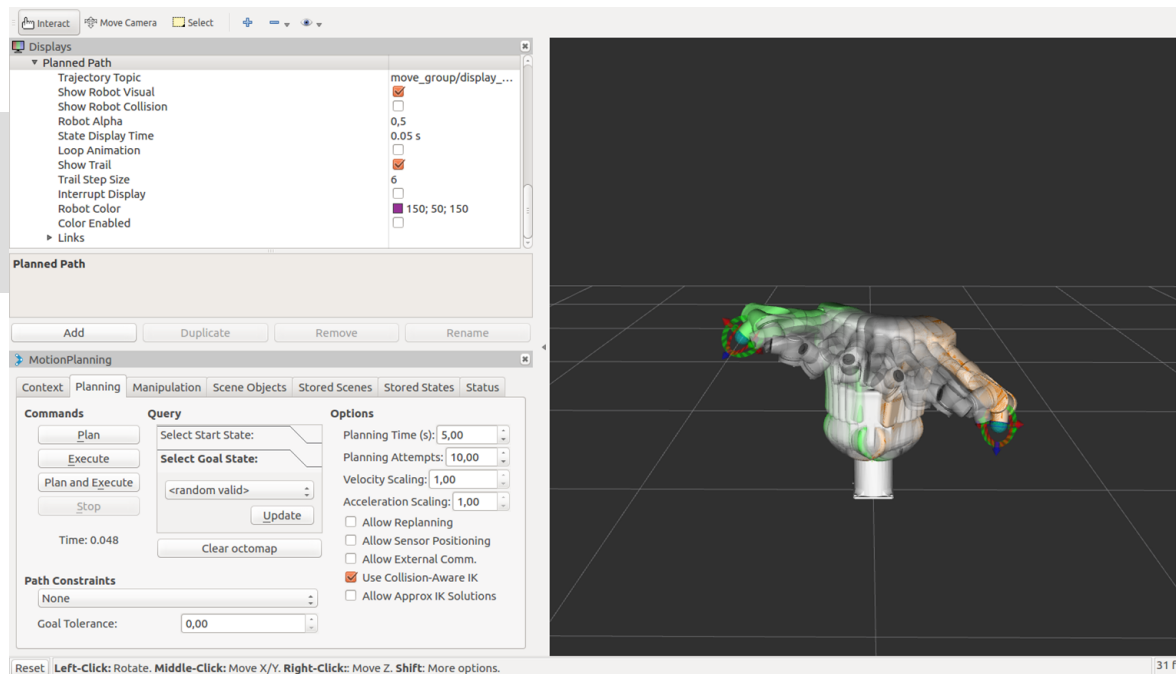 Interact Move Camera Select
Displays
Planned Path
Trajectory Topic move_group/display_...
Show Robot Visual
Show Robot Collision
Robot Alpha 0,5
State Display Time 0.05 s
Loop Animation
Show Trail
Trail Step Size 6
Interrupt Display
Robot Color 150; 50; 150
Color Enabled
Links
Planned Path
Add Duplicate Remove Rename
MotionPlanning
Context Planning Manipulation Scene Objects Stored Scenes Stored States Status
Commands Query Options
Plan Select Start State: Planning Time (s): 5,00
Execute Select Goal State: Planning Attempts: 10,00
Plan and Execute <random valid> Velocity Scaling: 1,00
Stop Update Acceleration Scaling: 1,00
Allow Replanning
Time: 0.048 Clear octomap Allow Sensor Positioning
Allow External Comm.
Path Constraints Use Collision-Aware IK
None Allow Approx IK Solutions
Goal Tolerance: 0,00
Reset Left-Click: Rotate. Middle-Click: Move X/Y. Right-Click:: Move Z. Shift: More options. 31 f